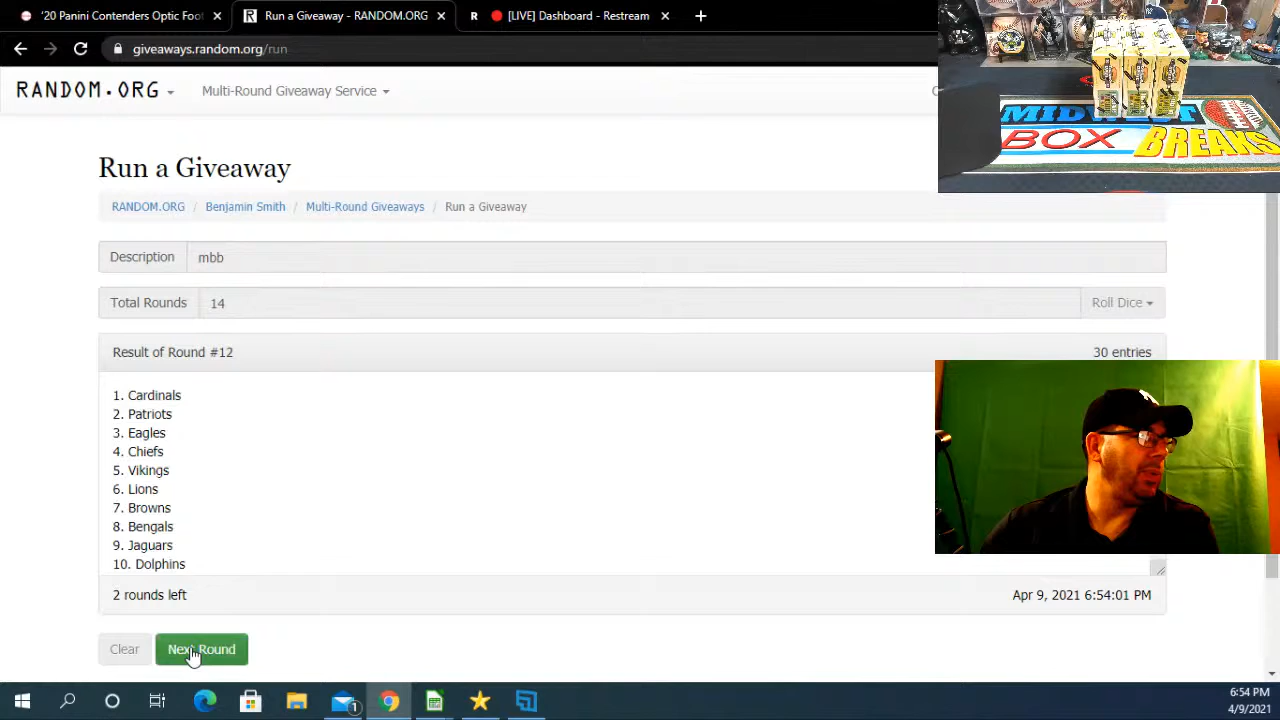 '20 Panini Contenders Optic Foot
Run a Giveaway - RANDOM.ORG
[LIVE] Dashboard - Restream
giveaways.random.org/run
RANDOM.ORG
Multi-Round Giveaway Service
Run a Giveaway
RANDOM.ORG / Benjamin Smith / Multi-Round Giveaways / Run a Giveaway
Description mbb
Total Rounds 14 Roll Dice
Result of Round #12 30 entries
1. Cardinals
2. Patriots
3. Eagles
4. Chiefs
5. Vikings
6. Lions
7. Browns
8. Bengals
9. Jaguars
10. Dolphins
2 rounds left Apr 9, 2021 6:54:01 PM
Clear Next Round
MIDWEST
BOX BREAKS
6:54 PM
4/9/2021